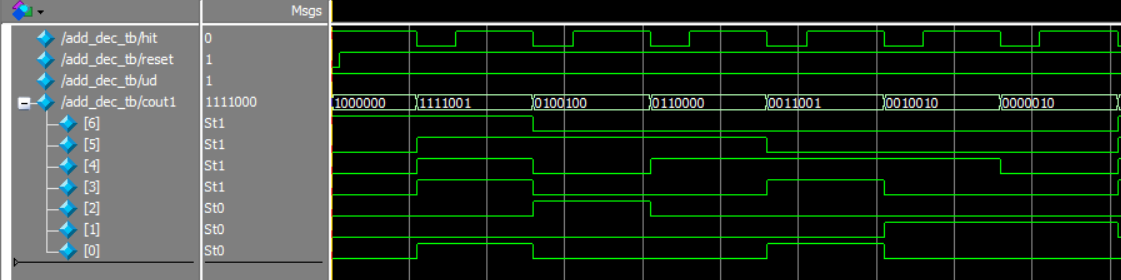 Msgs
/add_dec_tb/hit 0
/add_dec_tb/reset 1
/add_dec_tb/ud 1
/add_dec_tb/cout1 1111000 1000000 1111001 0100100 0110000 0011001 0010010 0000010
[6] St1
[5] St1
[4] St1
[3] St1
[2] St0
[1] St0
[0] St0